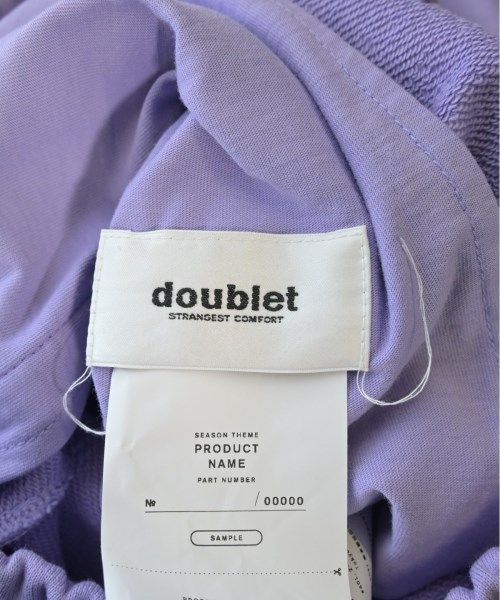 doublet
STRANGEST COMFORT
SEASON THEME
PRODUCT
NAME
PART NUMBER
№ / 00000
SAMPLE